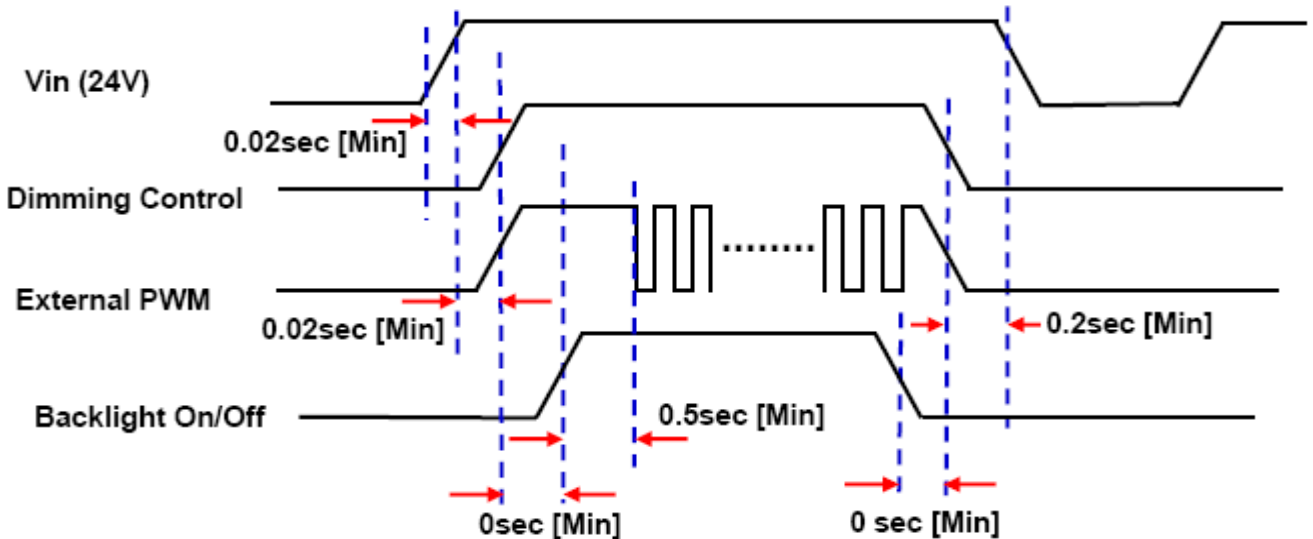 Vin (24V)
0.02sec [Min]
Dimming Control
External PWM
0.02sec [Min]
0.2sec [Min]
Backlight On/Off
0.5sec [Min]
0sec [Min]
0 sec [Min]